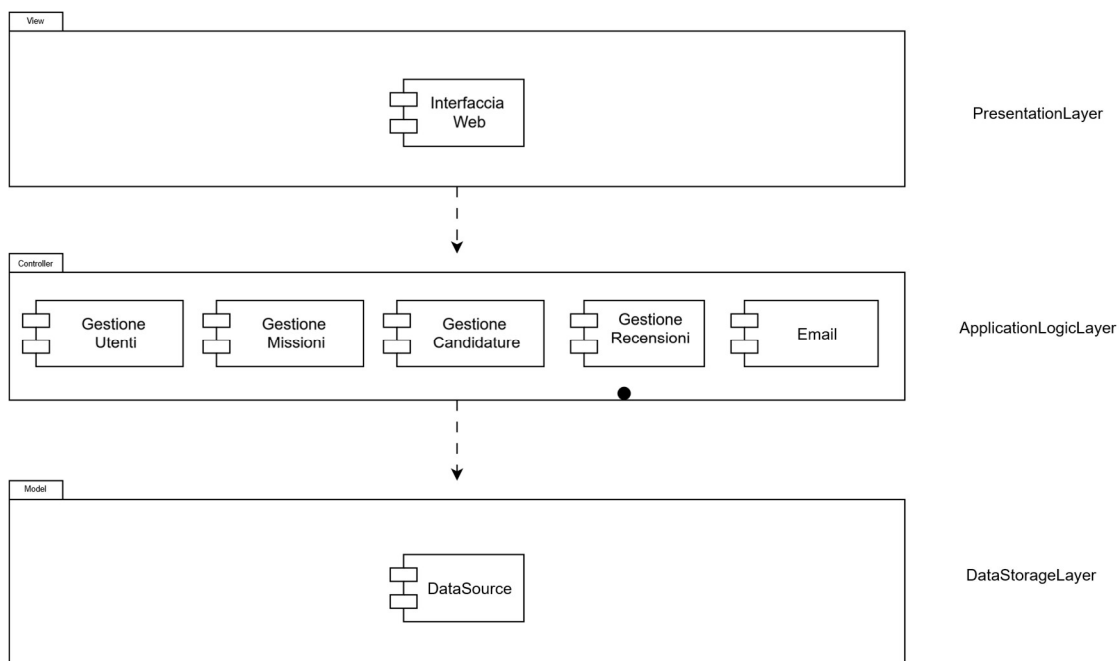 View
Interfaccia
Web
PresentationLayer
Controller
Gestione
Utenti
Gestione
Missioni
Gestione
Candidature
Gestione
Recensioni
Email
ApplicationLogicLayer
Model
DataSource
DataStorageLayer